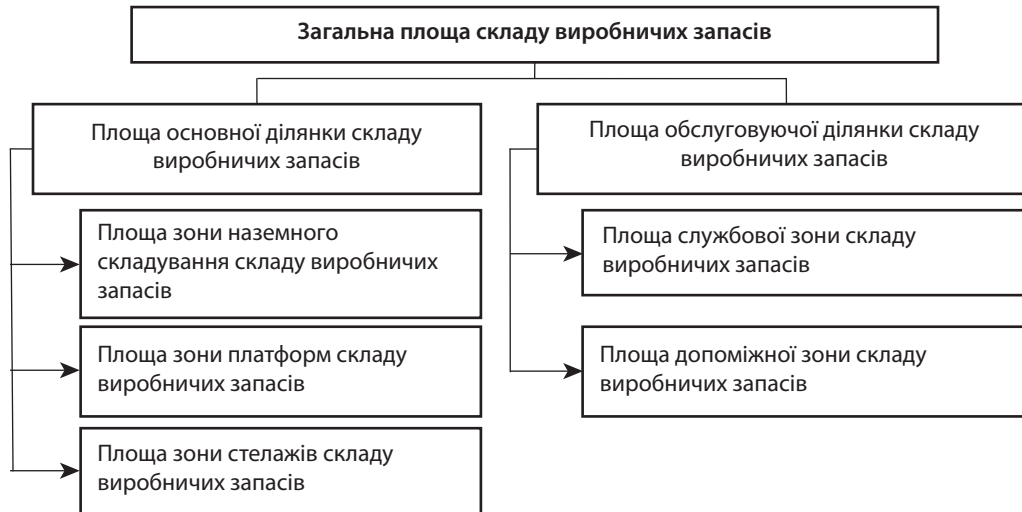 Загальна площа складу виробничих запасів
Площа основної ділянки складу
виробничих запасів
Площа зони наземного
складування складу виробничих
запасів
Площа зони платформ складу
виробничих запасів
Площа зони стелажів складу
виробничих запасів
Площа обслуговуючої ділянки складу
виробничих запасів
Площа службової зони складу
виробничих запасів
Площа допоміжної зони складу
виробничих запасів